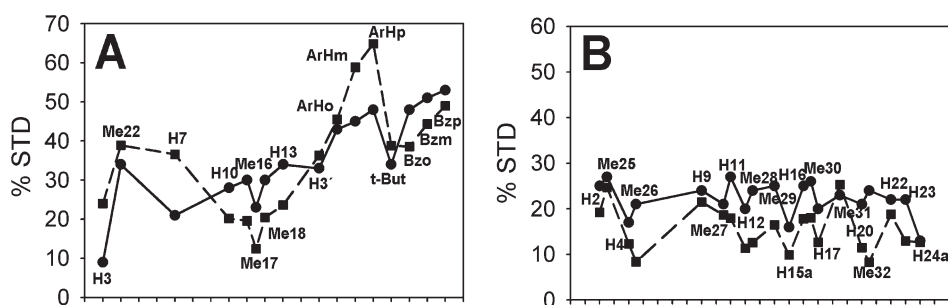 A
% STD
70
60
50
40
30
20
10
0
H3
Me22
H7
H10
Me16
Me17
H13
Me18
H3´
ArHo
ArHm
ArHp
t-But
Bzo
Bzm
Bzp
B
% STD
60
50
40
30
20
10
0
H2
Me25
H4
Me26
H9
Me27
H11
H12
Me28
Me29
H15a
H16
Me30
H17
Me31
H20
Me32
H22
H23
H24a